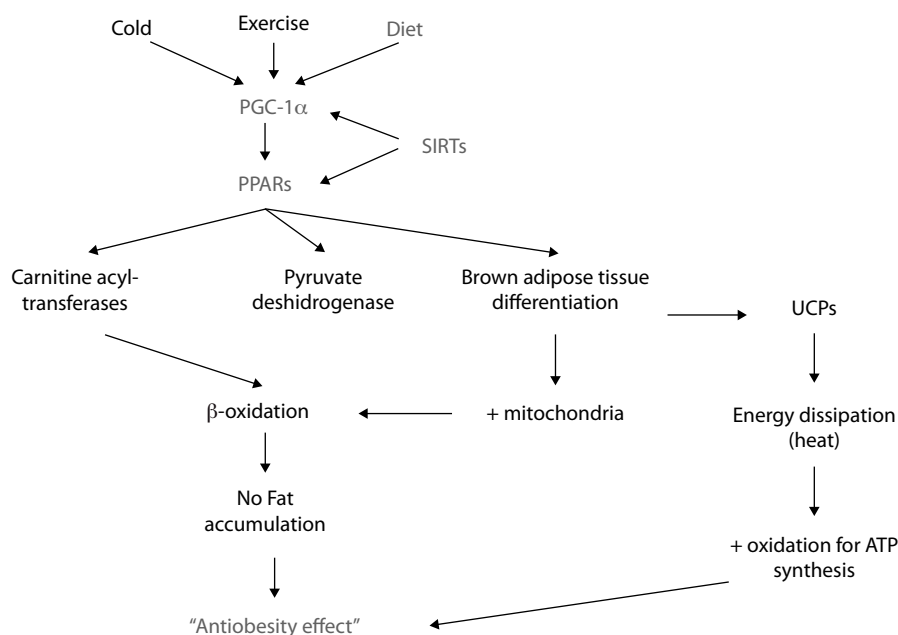 Cold
Exercise
Diet
PGC-1α
SIRTs
PPARs
Carnitine acyl-
transferases
Pyruvate
deshidrogenase
Brown adipose tissue
differentiation
UCPs
β-oxidation
+ mitochondria
Energy dissipation
(heat)
No Fat
accumulation
+ oxidation for ATP
synthesis
“Antiobesity effect”